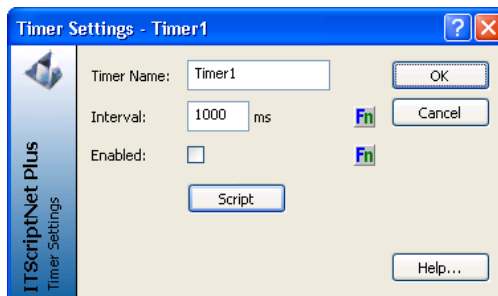 Timer Settings - Timer1
Timer Name: Timer1 OK
Interval: 1000 ms Fn Cancel
Enabled: Fn
Script
Help...
ITScriptNet Plus
Timer Settings